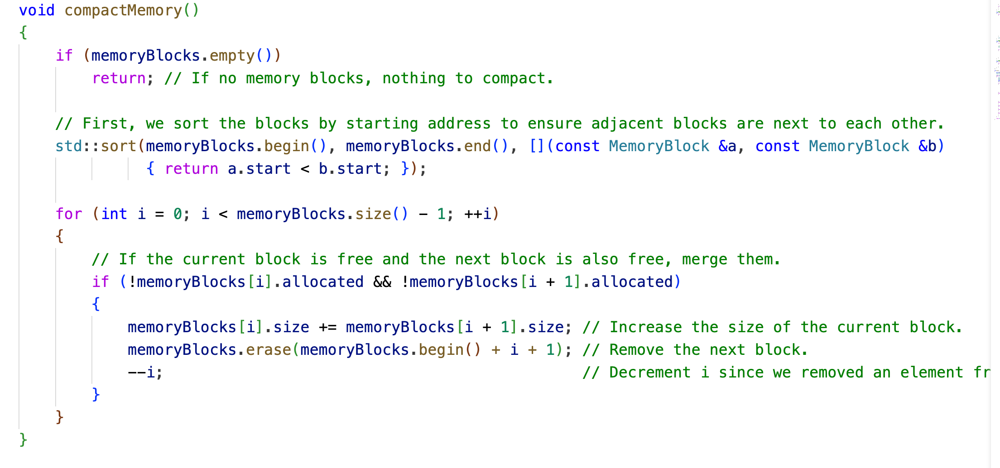 void compactMemory()
{
    if (memoryBlocks.empty())
        return; // If no memory blocks, nothing to compact.

    // First, we sort the blocks by starting address to ensure adjacent blocks are next to each other.
    std::sort(memoryBlocks.begin(), memoryBlocks.end(), [](const MemoryBlock &a, const MemoryBlock &b)
              { return a.start < b.start; });

    for (int i = 0; i < memoryBlocks.size() - 1; ++i)
    {
        // If the current block is free and the next block is also free, merge them.
        if (!memoryBlocks[i].allocated && !memoryBlocks[i + 1].allocated)
        {
            memoryBlocks[i].size += memoryBlocks[i + 1].size; // Increase the size of the current block.
            memoryBlocks.erase(memoryBlocks.begin() + i + 1); // Remove the next block.
            --i;                                              // Decrement i since we removed an element fr
        }
    }
}